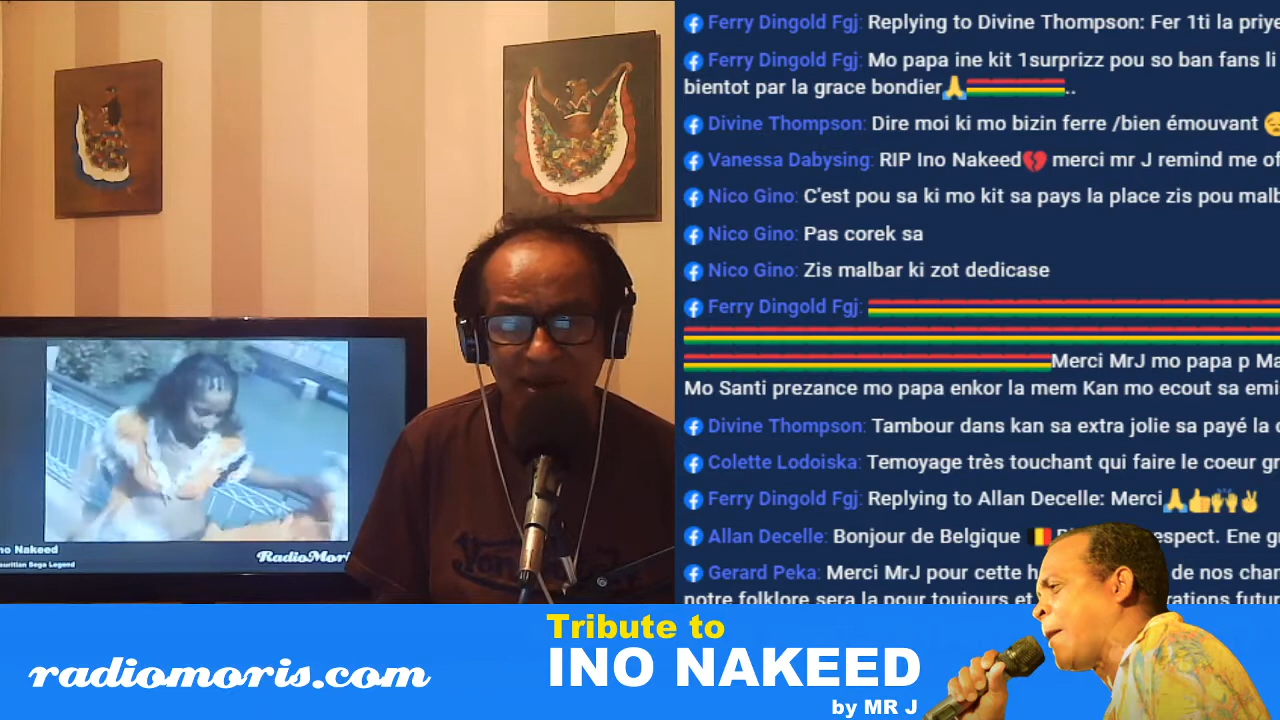 Ferry Dingold Fgj: Replying to Divine Thompson: Fer 1ti la priye
Ferry Dingold Fgj: Mo papa ine kit 1surprizz pou so ban fans li
bientot par la grace bondier🙏..
Divine Thompson: Dire moi ki mo bizin ferre /bien émouvant
Vanessa Dabysing: RIP Ino Nakeed💔 merci mr J remind me of
Nico Gino: C'est pou sa ki mo kit sa pays la place zis pou malb
Nico Gino: Pas corek sa
Nico Gino: Zis malbar ki zot dedicase
Ferry Dingold Fgj:
Merci MrJ mo papa p Ma
Mo Santi prezance mo papa enkor la mem Kan mo ecout sa emi
Divine Thompson: Tambour dans kan sa extra jolie sa payé la
Colette Lodoiska: Temoyage très touchant qui faire le coeur gr
Ferry Dingold Fgj: Replying to Allan Decelle: Merci🙏👍🙌✌
Allan Decelle: Bonjour de Belgique 🇧🇪 espect. Ene gr
Gerard Peka: Merci MrJ pour cette h de nos chan
notre folklore sera la pour toujours et rations futur
no Nakeed
auritian Sega Legend
RadioMori
Tribute to
INO NAKEED
by MR J
radiomoris.com